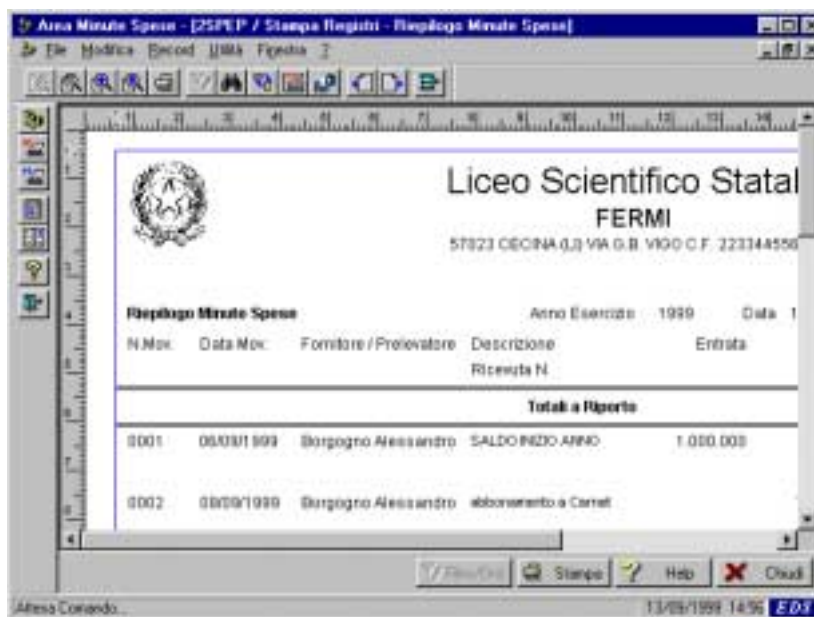 Area Minute Spese - [2SPEP / Stampa Registri - Riepilogo Minute Spese]
File Modifica Record Utilità Finestra ?
Liceo Scientifico Statal
FERMI
57023 CECINA (LI) VIA G.B. VIGO C.F. 223344556
Riepilogo Minute Spese Anno Esercizio 1999 Data 1
N.Mov. Data Mov. Fornitore / Prelevatore Descrizione Entrata
Ricevuta N.
Totali a Riporto
0001 06/09/1999 Borgogno Alessandro SALDO INIZIO ANNO 1.000.000
0002 08/09/1999 Borgogno Alessandro abbonamento a Carnet
Stampa Help Chiudi
Attesa Comando... 13/09/1999 14:56 EDS